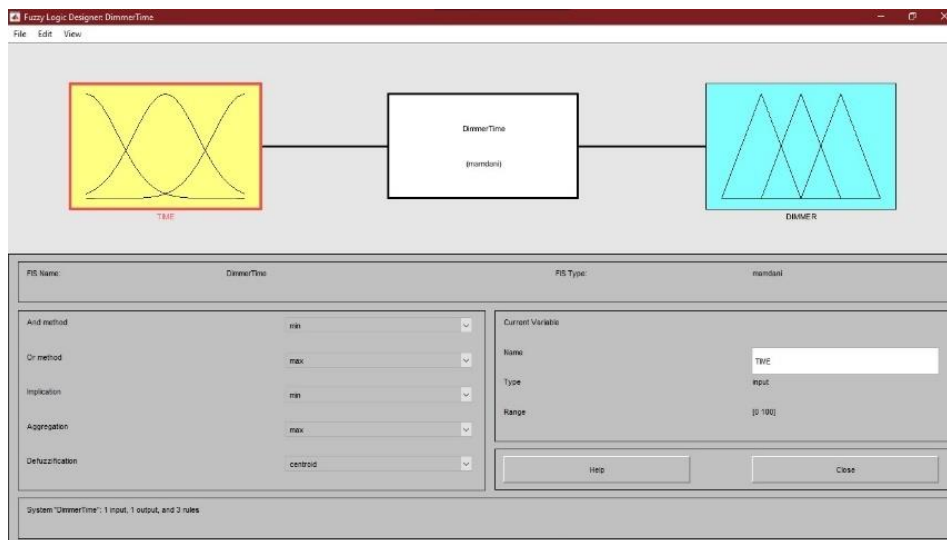 Fuzzy Logic Designer: DimmerTime
File Edit View
DimmerTime
(mamdani)
TIME
DIMMER
FIS Name: DimmerTime FIS Type: mamdani
And method min
Or method max
Implication min
Aggregation max
Defuzzification centroid
Current Variable
Name TIME
Type input
Range [0 100]
Help Close
System "DimmerTime": 1 input, 1 output, and 3 rules